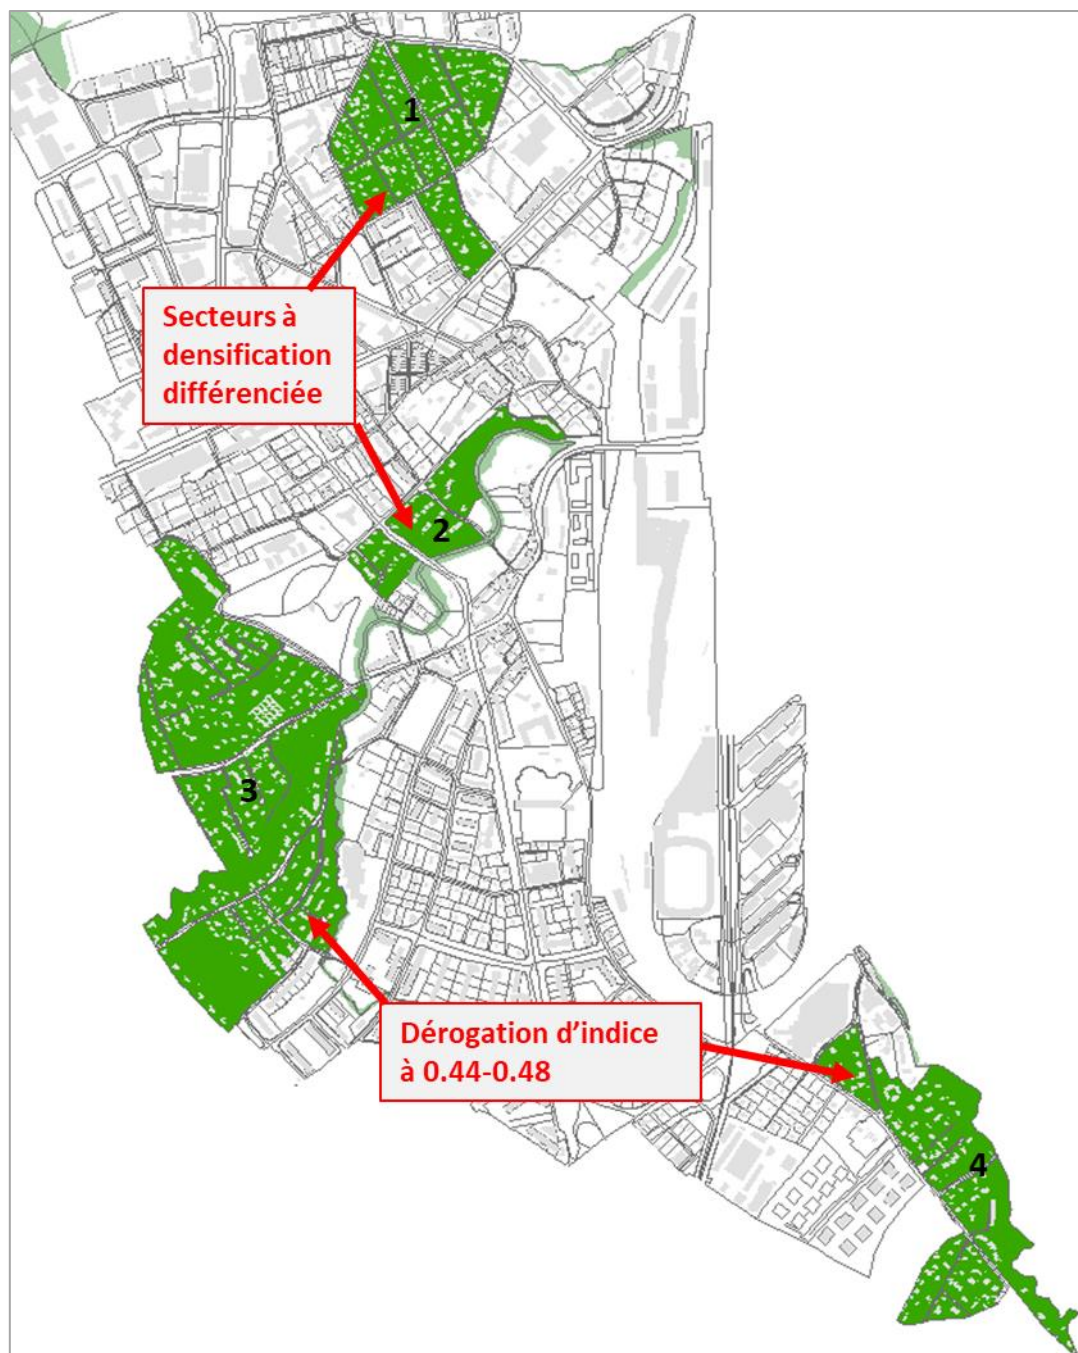 1
Secteurs à
densification
différenciée
2
3
Dérogation d’indice
à 0.44-0.48
4